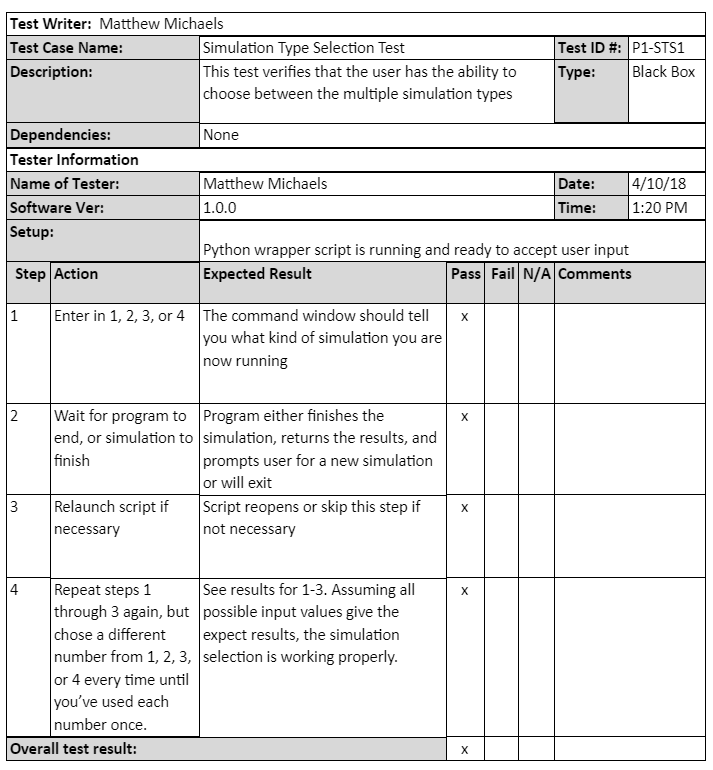 Test Writer: Matthew Michaels
Test Case Name: Simulation Type Selection Test Test ID #: P1-STS1
Description: This test verifies that the user has the ability to Type: Black Box
choose between the multiple simulation types
Dependencies: None
Tester Information
Name of Tester: Matthew Michaels Date: 4/10/18
Software Ver: 1.0.0 Time: 1:20 PM
Setup:
Python wrapper script is running and ready to accept user input
Step Action Expected Result Pass Fail N/A Comments
1 Enter in 1, 2, 3, or 4 The command window should tell x
you what kind of simulation you are
now running
2 Wait for program to Program either finishes the x
end, or simulation to simulation, returns the results, and
finish prompts user for a new simulation
or will exit
3 Relaunch script if Script reopens or skip this step if x
necessary not necessary
4 Repeat steps 1 See results for 1-3. Assuming all x
through 3 again, but possible input values give the
chose a different expect results, the simulation
number from 1, 2, 3, selection is working properly.
or 4 every time until
you've used each
number once.
Overall test result: x